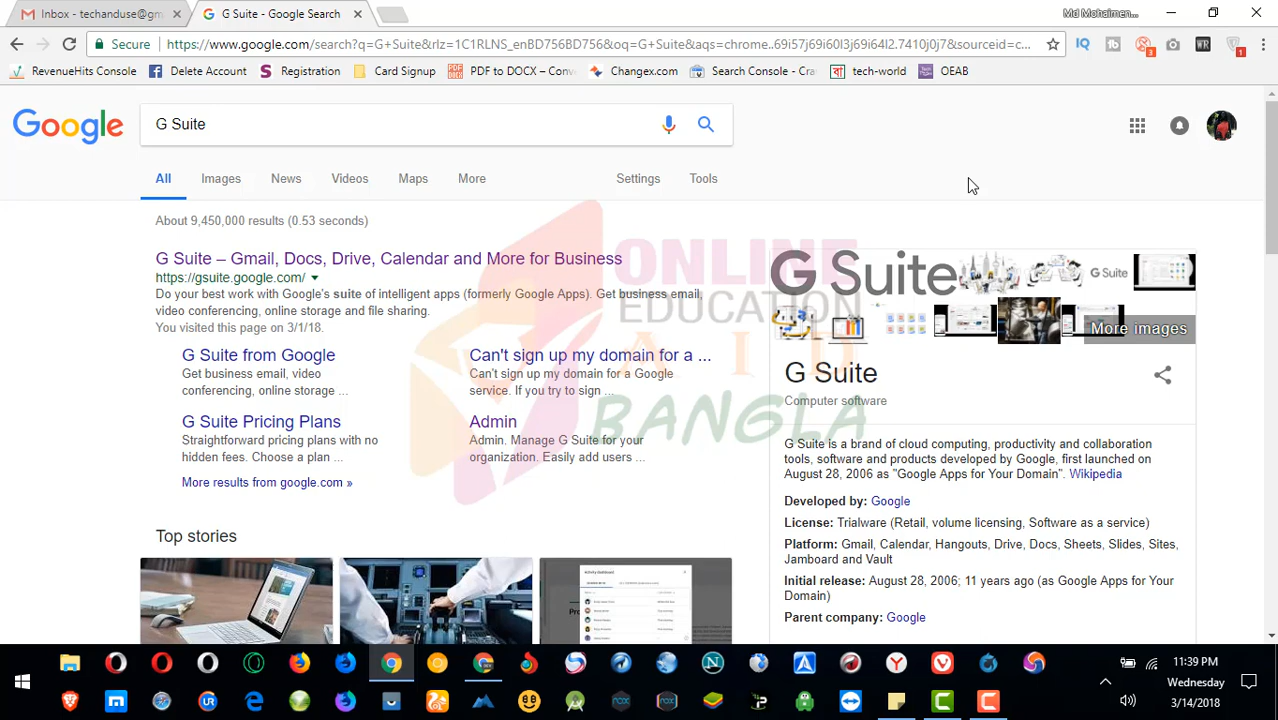 Inbox - techanduse@gm
G Suite - Google Search
Md Mohaimen...
Secure
https://www.google.com/search?q=G+Suite&rlz=1C1RLNS_enBD756BD756&oq=G+Suite&aqs=chrome..69i57j69i60l3j69i64l2.7410j0j7&sourceid=c...
RevenueHits Console
Delete Account
Registration
Card Signup
PDF to DOCX – Conv
Changex.com
Search Console - Cra
tech-world
OEAB
Google
G Suite
All
Images
News
Videos
Maps
More
Settings
Tools
About 9,450,000 results (0.53 seconds)
G Suite – Gmail, Docs, Drive, Calendar and More for Business
https://gsuite.google.com/
Do your best work with Google's suite of intelligent apps (formerly Google Apps). Get business email,
video conferencing, online storage and file sharing.
You visited this page on 3/1/18.
G Suite from Google
Get business email, video
conferencing, online storage ...
Can't sign up my domain for a ...
Can't sign up my domain for a Google
service. If you try to sign ...
G Suite Pricing Plans
Straightforward pricing plans with no
hidden fees. Choose a plan ...
Admin
Admin. Manage G Suite for your
organization. Easily add users ...
More results from google.com »
Top stories
ONLINE
EDUCATION
AID
BANGLA
G Suite
G Suite
More images
G Suite
Computer software
G Suite is a brand of cloud computing, productivity and collaboration
tools, software and products developed by Google, first launched on
August 28, 2006 as "Google Apps for Your Domain". Wikipedia
Developed by: Google
License: Trialware (Retail, volume licensing, Software as a service)
Platform: Gmail, Calendar, Hangouts, Drive, Docs, Sheets, Slides, Sites,
Jamboard and Vault
Initial release: August 28, 2006; 11 years ago (as Google Apps for Your
Domain)
Parent company: Google
11:39 PM
Wednesday
3/14/2018